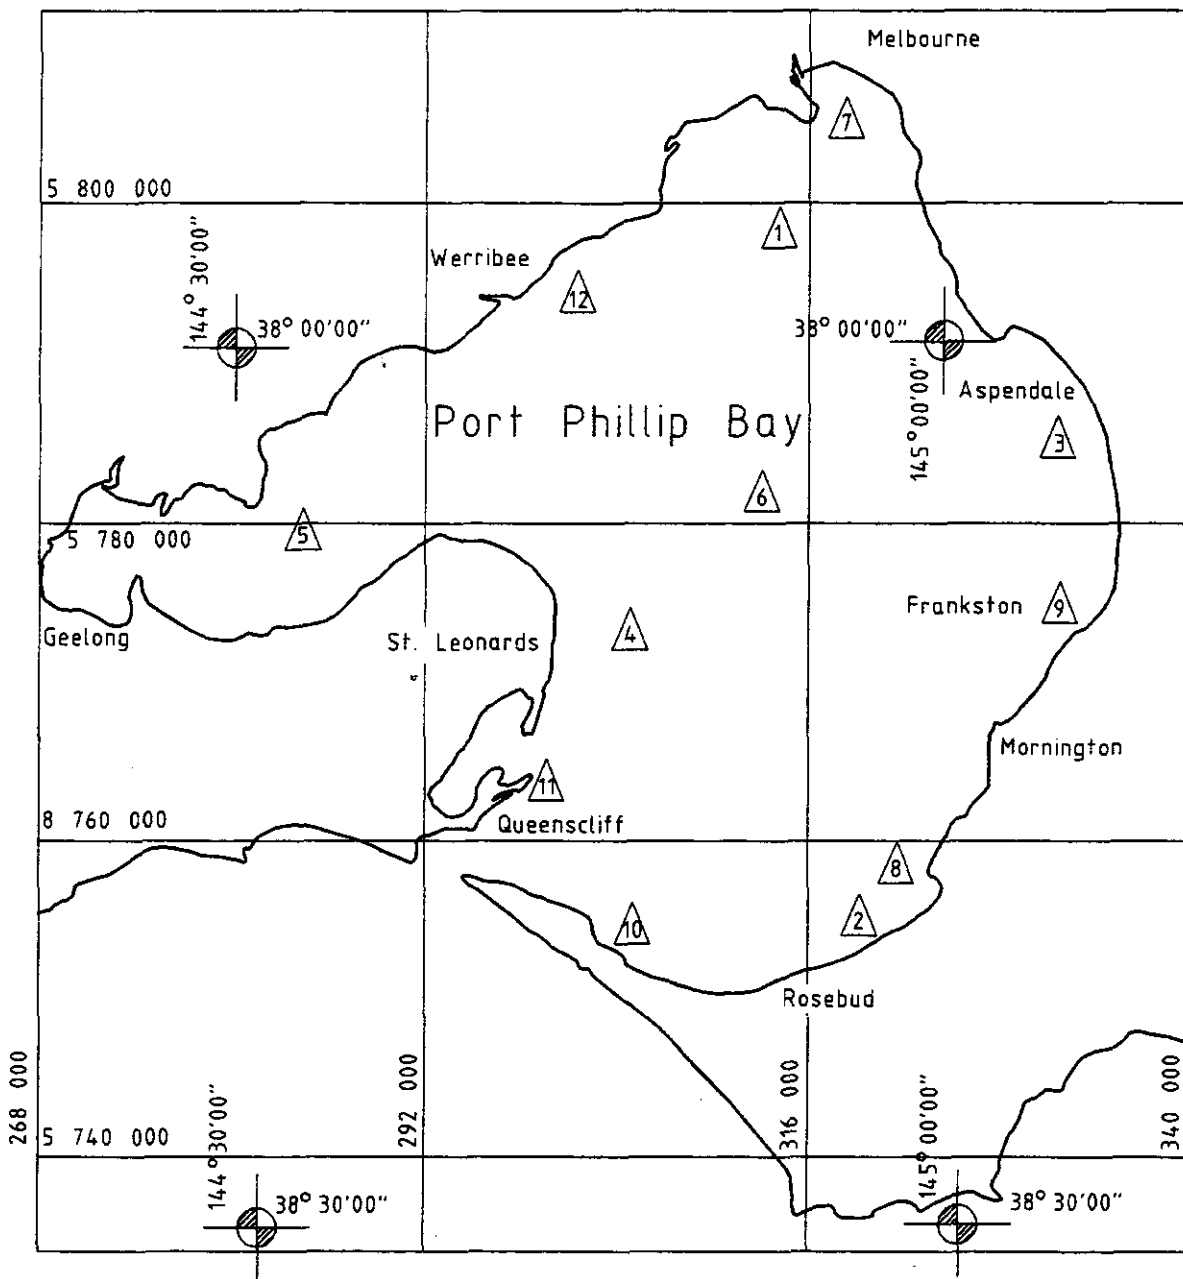 Melbourne
7
5 800 000
1
Werribee
12
144° 30'00"
38° 00'00"
38° 00'00"
145° 00'00"
Aspendale
Port Phillip Bay
3
6
5
5 780 000
Frankston
9
Geelong
St. Leonards
4
Mornington
11
8 760 000
Queenscliff
8
2
10
Rosebud
268 000
292 000
316 000
340 000
5 740 000
144° 30'00"
38° 30'00"
145° 00'00"
38° 30'00"